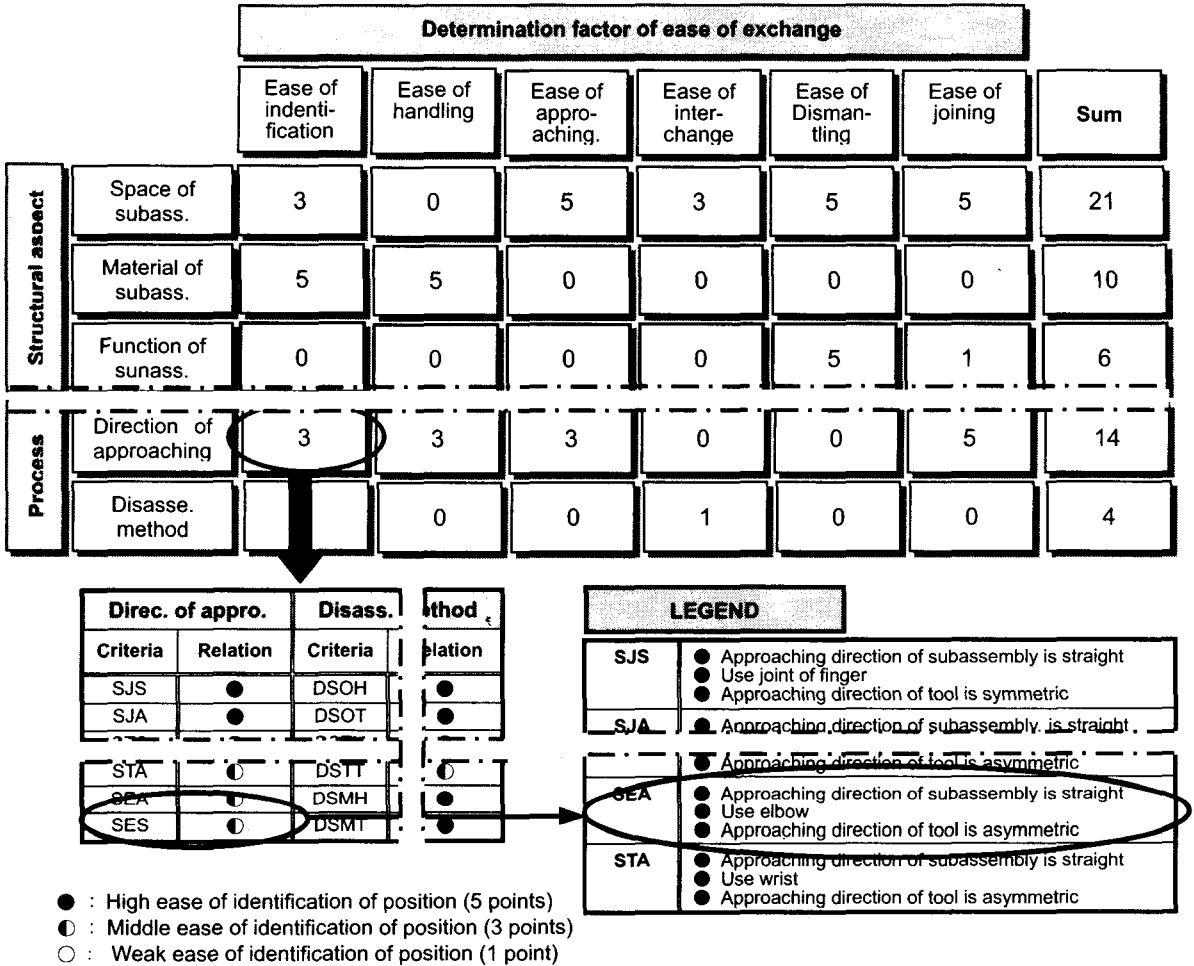 Determination factor of ease of exchange
Ease of
indenti-
fication
Ease of
handling
Ease of
appro-
aching.
Ease of
inter-
change
Ease of
Disman-
tling
Ease of
joining
Sum
Structural aspect
Space of
subass.
3 0 5 3 5 5 21
Material of
subass.
5 5 0 0 0 0 10
Function of
sunass.
0 0 0 0 5 1 6
Process
Direction of
approaching
3 3 3 0 0 5 14
Disasse.
method
0 0 1 0 0 4
Direc. of appro. Disass. thod
Criteria Relation Criteria elation
SJS ● DSOH ●
SJA ● DSOT ●
STA ◐ DSTT ◐
SEA ◐ DSMH ●
SES ◐ DSMT ●
● : High ease of identification of position (5 points)
◐ : Middle ease of identification of position (3 points)
○ : Weak ease of identification of position (1 point)
LEGEND
SJS ● Approaching direction of subassembly is straight
● Use joint of finger
● Approaching direction of tool is symmetric
SJA ● Approaching direction of subassembly. is straight
● Approaching direction of tool is asymmetric
SEA ● Approaching direction of subassembly is straight
● Use elbow
● Approaching direction of tool is asymmetric
STA ● Approaching direction of subassembly is straight
● Use wrist
● Approaching direction of tool is asymmetric